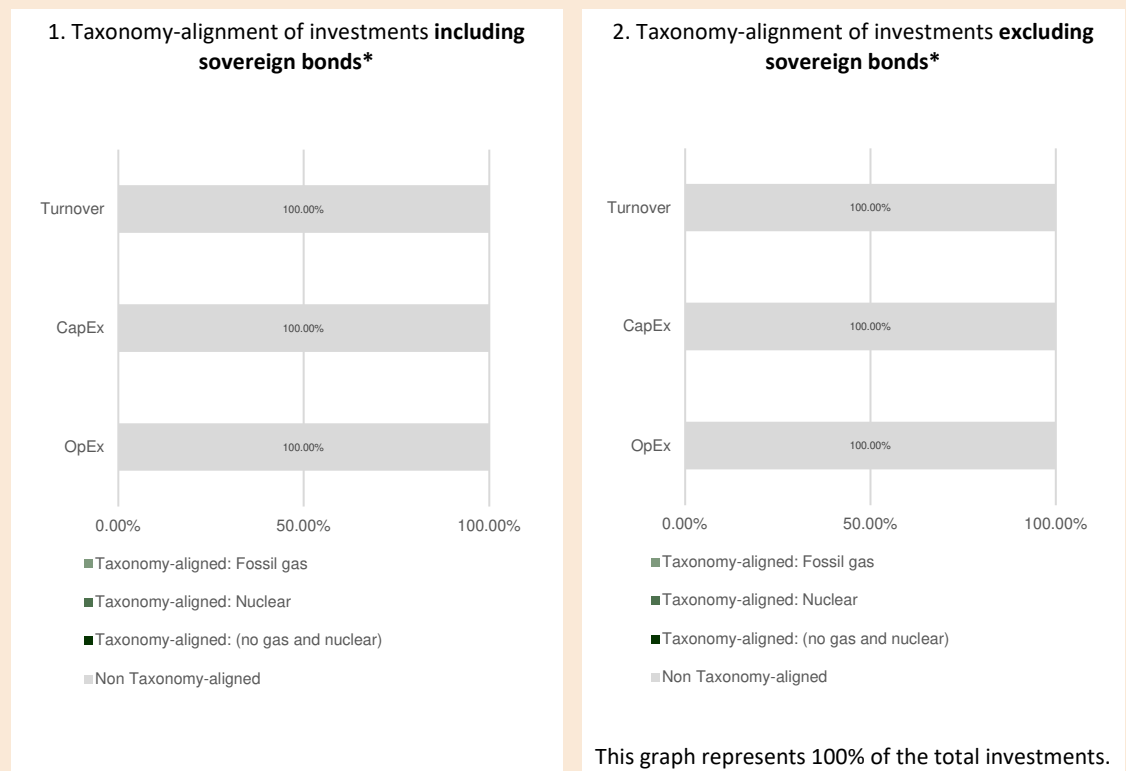 1. Taxonomy-alignment of investments including
sovereign bonds*
Turnover
100.00%
CapEx
100.00%
OpEx
100.00%
0.00%
50.00%
100.00%
Taxonomy-aligned: Fossil gas
Taxonomy-aligned: Nuclear
Taxonomy-aligned: (no gas and nuclear)
Non Taxonomy-aligned
2. Taxonomy-alignment of investments excluding
sovereign bonds*
Turnover
100.00%
CapEx
100.00%
OpEx
100.00%
0.00%
50.00%
100.00%
Taxonomy-aligned: Fossil gas
Taxonomy-aligned: Nuclear
Taxonomy-aligned: (no gas and nuclear)
Non Taxonomy-aligned
This graph represents 100% of the total investments.